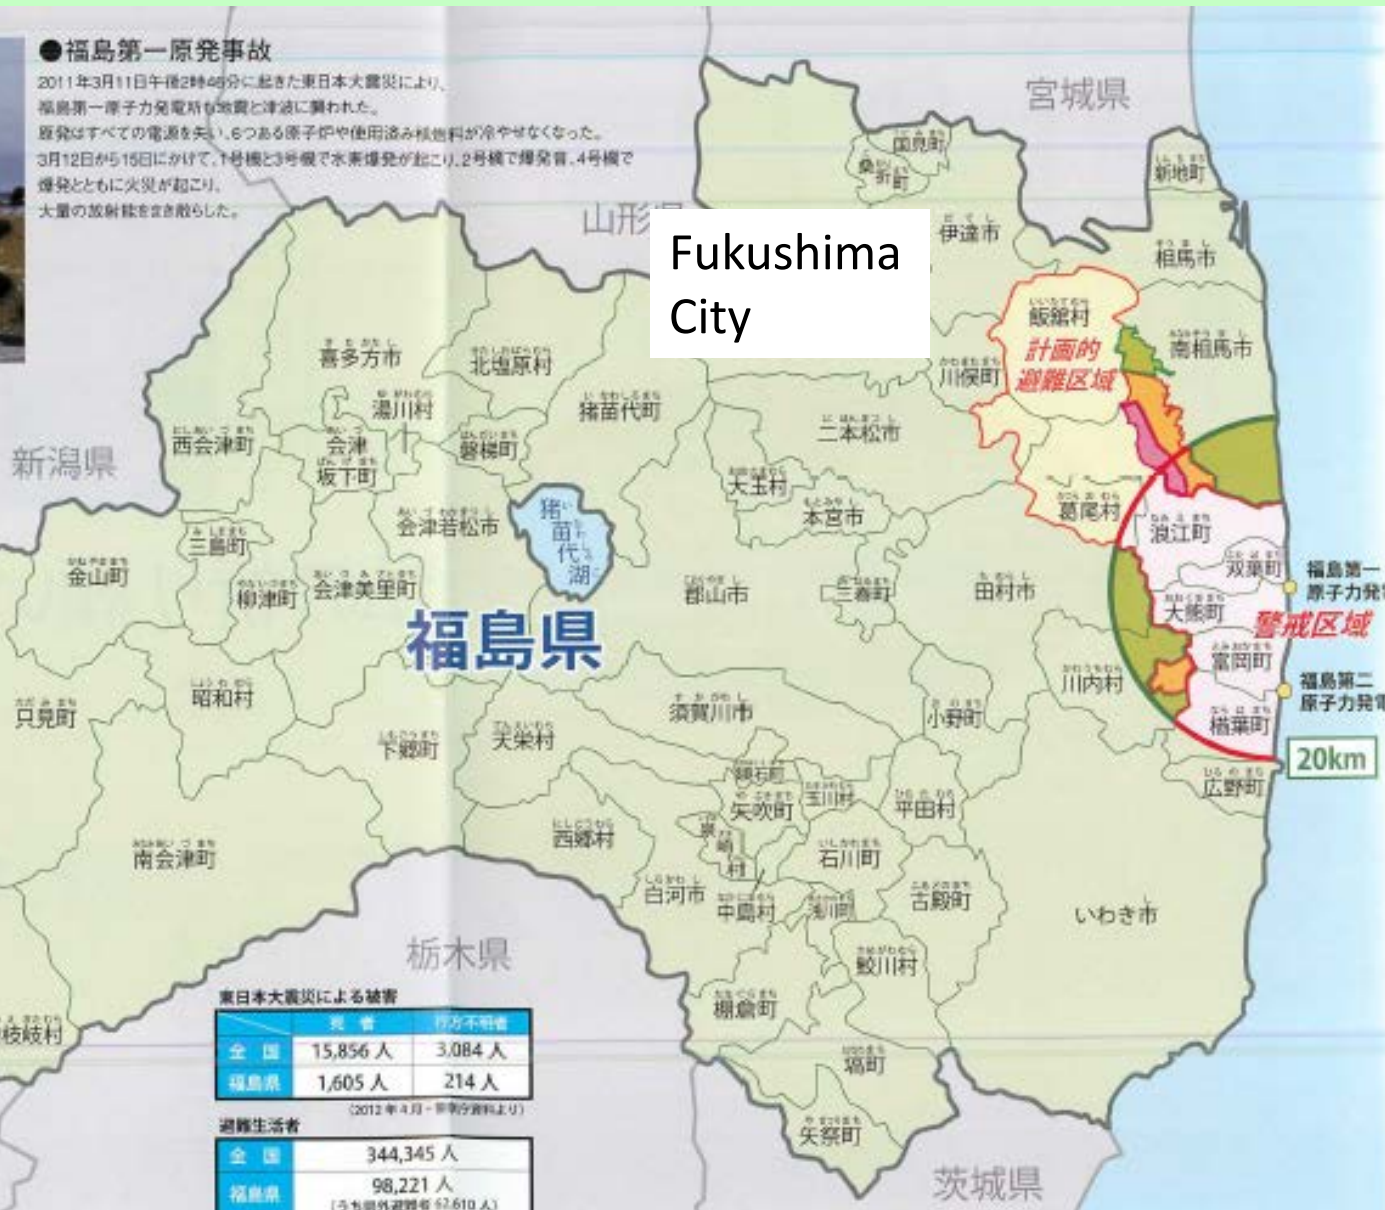 ●福島第一原発事故
2011年3月11日午後2時46分に起きた東日本大震災により、
福島第一原子力発電所も地震と津波に襲われた。
原発はすべての電源を失い、6つある原子炉や使用済み核燃料が冷やせなくなった。
3月12日から15日にかけて、1号機と3号機で水素爆発が起こり、2号機で爆発音、4号機で
爆発とともに火災が起こり、
大量の放射能をまき散らした。
宮城県
国見町
桑折町
新地町
山形
Fukushima
City
伊達市
相馬市
飯舘村
計画的
避難区域
南相馬市
川俣町
喜多方市
北塩原村
湯川村
猪苗代町
二本松市
新潟県
西会津町
会津
坂下町
磐梯町
大玉村
本宮市
葛尾村
会津若松市
猪苗代湖
浪江町
三島町
金山町
柳津町
会津美里町
郡山市
三春町
田村市
双葉町
福島第一
原子力発
大熊町
警戒区域
福島県
富岡町
川内村
福島第二
原子力発
昭和村
只見町
須賀川市
小野町
楢葉町
下郷町
天栄村
20km
広野町
鏡石町
矢吹町
玉川村
平田村
西郷村
泉崎村
石川町
南会津町
白河市
中島村
浅川町
古殿町
いわき市
栃木県
鮫川村
棚倉町
枝岐村
塙町
矢祭町
茨城県
東日本大震災による被害
死者 行方不明者
全国 15,856人 3,084人
福島県 1,605人 214人
避難生活者
全国 344,345人
福島県 98,221人
(うち県外避難者 62,610人)